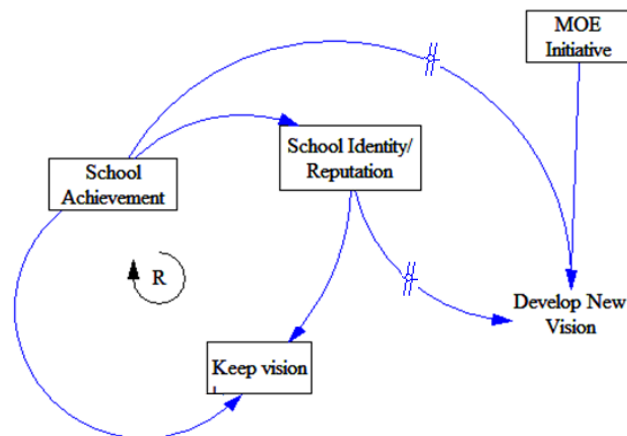 MOE
Initiative
School Identity/
Reputation
School
Achievement
R
Develop New
Vision
Keep vision